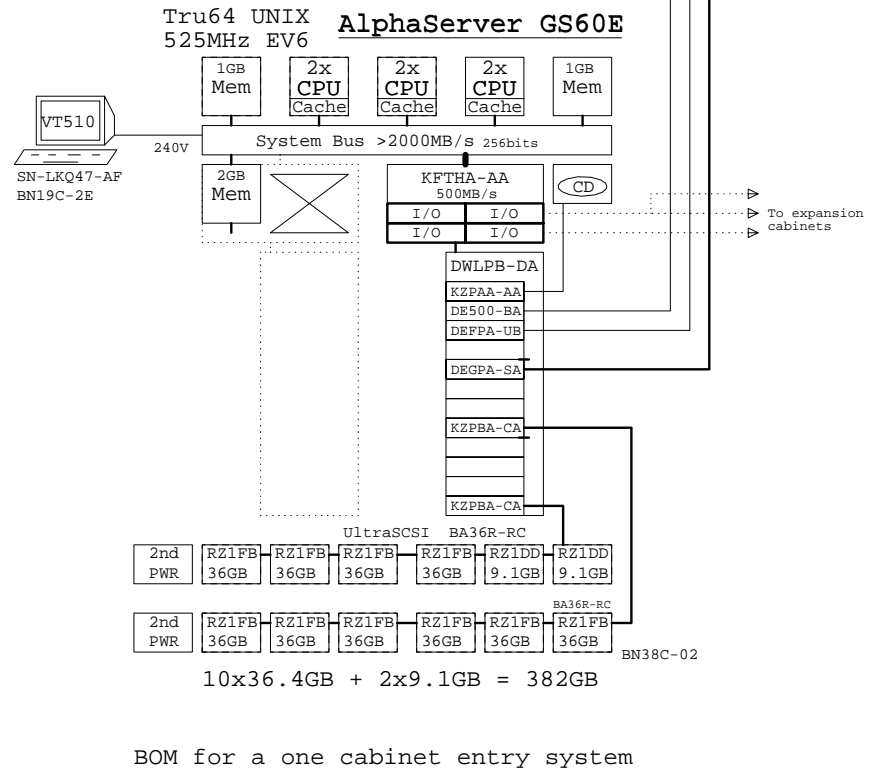 Tru64 UNIX
525MHz EV6
AlphaServer GS60E
1GB
Mem
2x
CPU
Cache
2x
CPU
Cache
2x
CPU
Cache
1GB
Mem
VT510
240V
System Bus >2000MB/s 256bits
SN-LKQ47-AF
BN19C-2E
2GB
Mem
KFTHA-AA
500MB/s
I/O I/O
I/O I/O
CD
To expansion
cabinets
DWLPB-DA
KZPAA-AA
DE500-BA
DEFPA-UB
DEGPA-SA
KZPBA-CA
KZPBA-CA
UltraSCSI BA36R-RC
2nd RZ1FB RZ1FB RZ1FB RZ1FB RZ1DD RZ1DD
PWR 36GB 36GB 36GB 36GB 9.1GB 9.1GB
BA36R-RC
2nd RZ1FB RZ1FB RZ1FB RZ1FB RZ1FB RZ1FB
PWR 36GB 36GB 36GB 36GB 36GB 36GB
BN38C-02
10x36.4GB + 2x9.1GB = 382GB
BOM for a one cabinet entry system